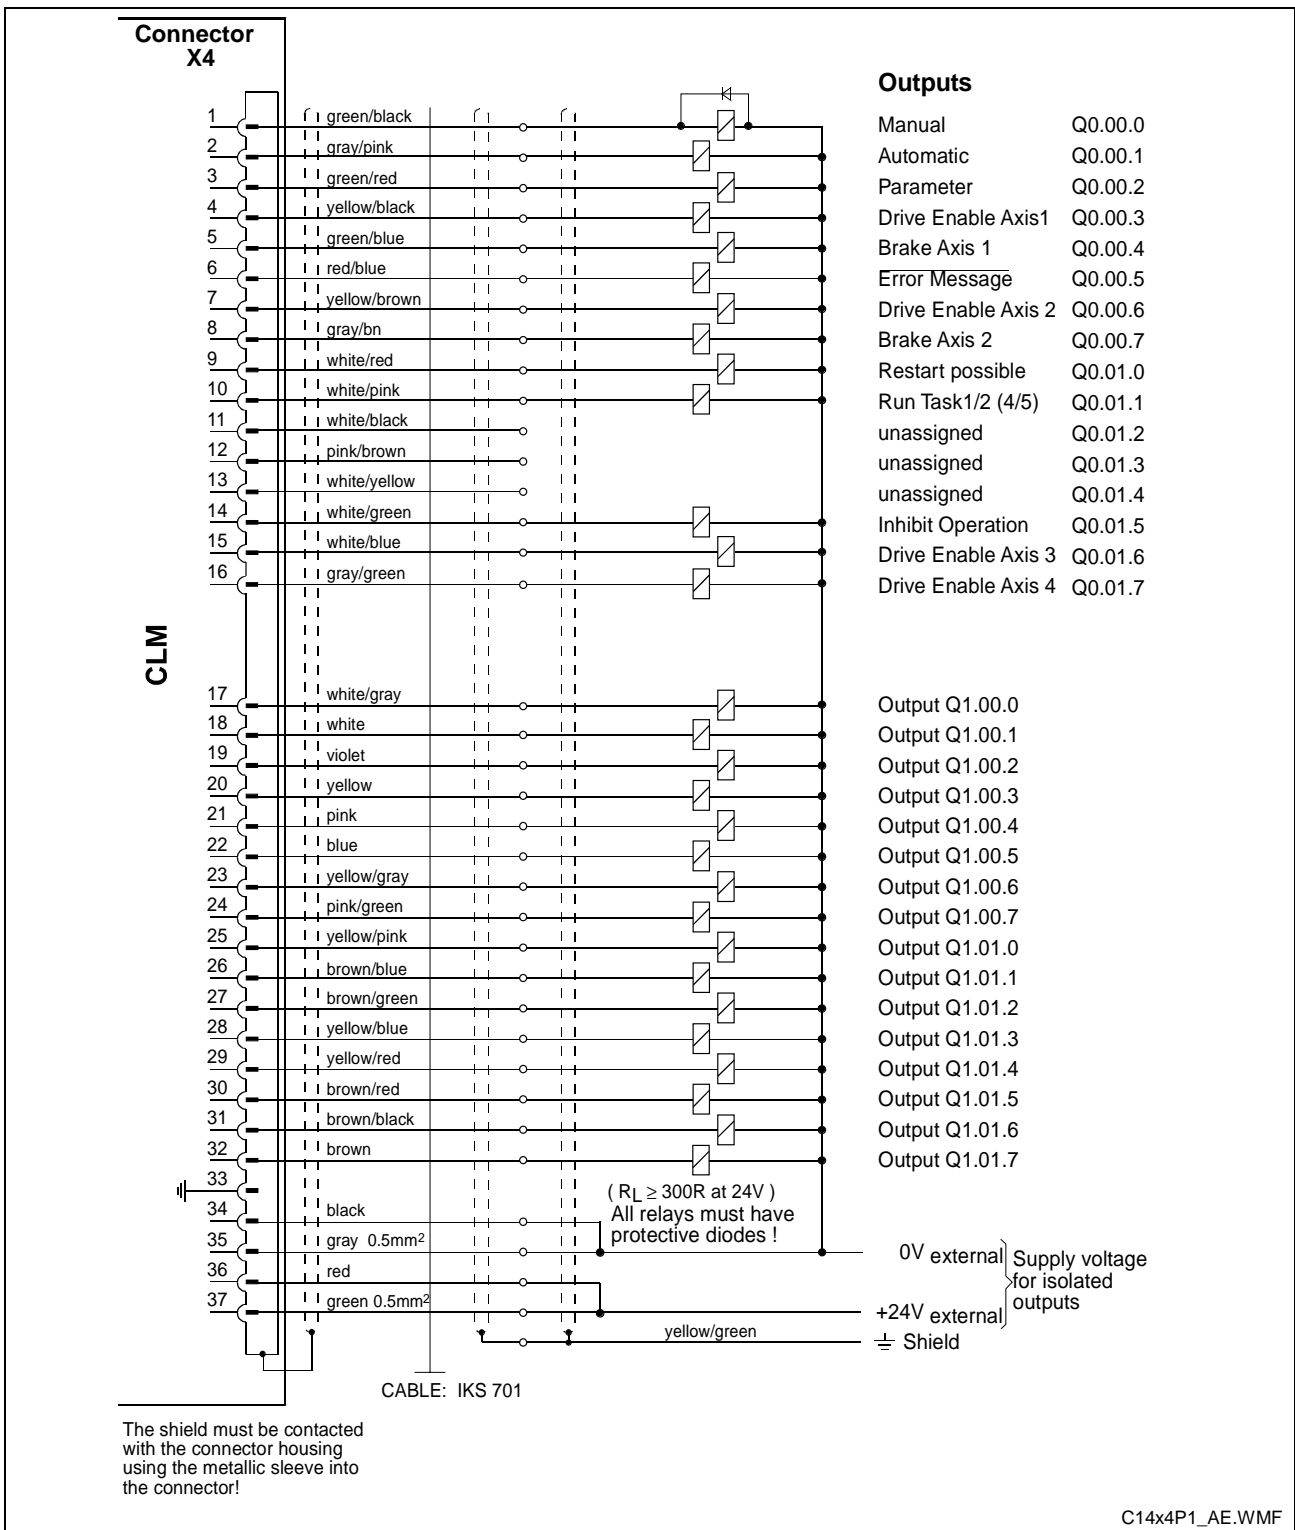 Connector
X4
Outputs
1 green/black Manual Q0.00.0
2 gray/pink Automatic Q0.00.1
3 green/red Parameter Q0.00.2
4 yellow/black Drive Enable Axis1 Q0.00.3
5 green/blue Brake Axis 1 Q0.00.4
6 red/blue Error Message Q0.00.5
7 yellow/brown Drive Enable Axis 2 Q0.00.6
8 gray/bn Brake Axis 2 Q0.00.7
9 white/red Restart possible Q0.01.0
10 white/pink Run Task1/2 (4/5) Q0.01.1
11 white/black unassigned Q0.01.2
12 pink/brown unassigned Q0.01.3
13 white/yellow unassigned Q0.01.4
14 white/green Inhibit Operation Q0.01.5
15 white/blue Drive Enable Axis 3 Q0.01.6
16 gray/green Drive Enable Axis 4 Q0.01.7
CLM
17 white/gray Output Q1.00.0
18 white Output Q1.00.1
19 violet Output Q1.00.2
20 yellow Output Q1.00.3
21 pink Output Q1.00.4
22 blue Output Q1.00.5
23 yellow/gray Output Q1.00.6
24 pink/green Output Q1.00.7
25 yellow/pink Output Q1.01.0
26 brown/blue Output Q1.01.1
27 brown/green Output Q1.01.2
28 yellow/blue Output Q1.01.3
29 yellow/red Output Q1.01.4
30 brown/red Output Q1.01.5
31 brown/black Output Q1.01.6
32 brown Output Q1.01.7
33
( RL ≥ 300R at 24V )
All relays must have
protective diodes !
34 black
35 gray 0.5mm2 0V external
36 red
37 green 0.5mm2 +24V external
Supply voltage
for isolated
outputs
yellow/green Shield
CABLE: IKS 701
The shield must be contacted
with the connector housing
using the metallic sleeve into
the connector!
C14x4P1_AE.WMF